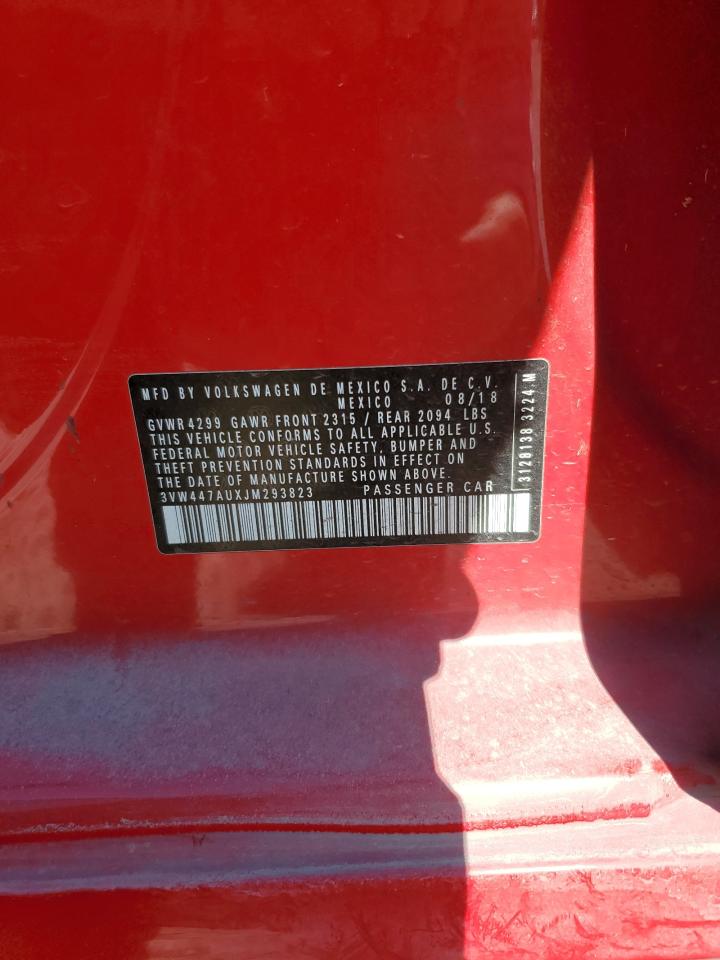 MFD BY VOLKSWAGEN DE MEXICO S.A. DE C.V.
MEXICO 08/18
GVWR 4299 GAWR FRONT 2315 / REAR 2094 LBS
THIS VEHICLE CONFORMS TO ALL APPLICABLE U.S.
FEDERAL MOTOR VEHICLE SAFETY, BUMPER AND
THEFT PREVENTION STANDARDS IN EFFECT ON
THE DATE OF MANUFACTURE SHOWN ABOVE.
3VW447AUXJM293823 PASSENGER CAR
3128138 3224 M